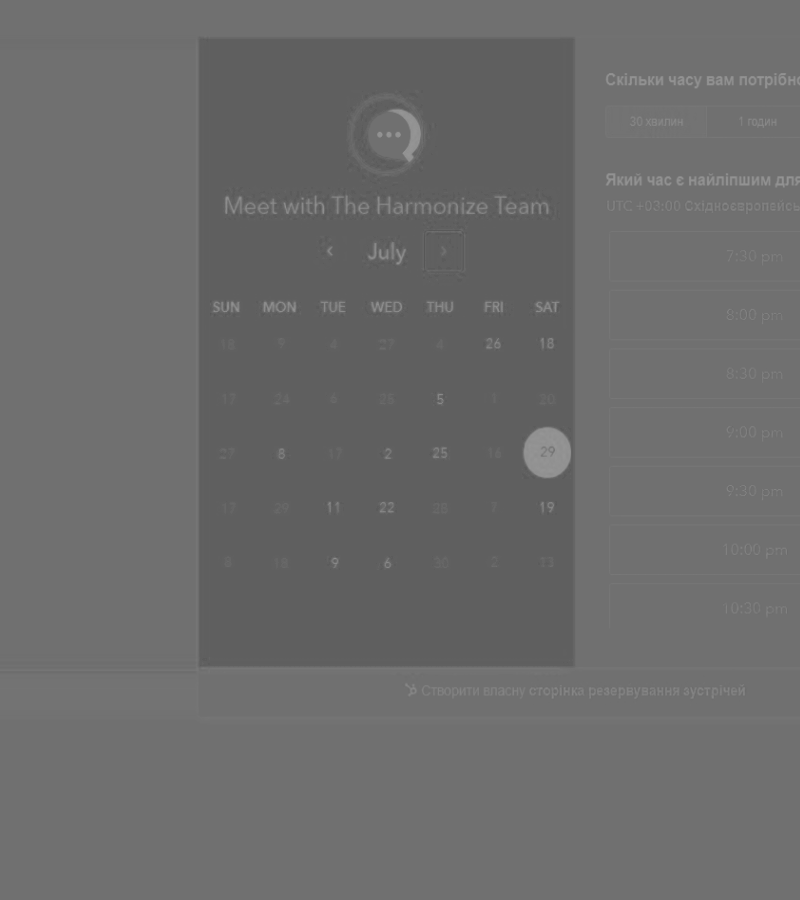 Meet with The Harmonize Team
July
SUN MON TUE WED THU FRI SAT
18 9 4 27 4 26 18
17 24 6 25 5 1 20
27 8 17 2 25 16 29
17 29 11 22 26 7 19
8 18 9 6 30 2 13
Скільки часу вам потрібно
30 хвилин 1 годин
Який час є найліпшим для
UTC +03:00 Східноєвропейсь
7:30 pm
8:00 pm
8:30 pm
9:00 pm
9:30 pm
10:00 pm
10:30 pm
Створити власну сторінка резервування зустрічей